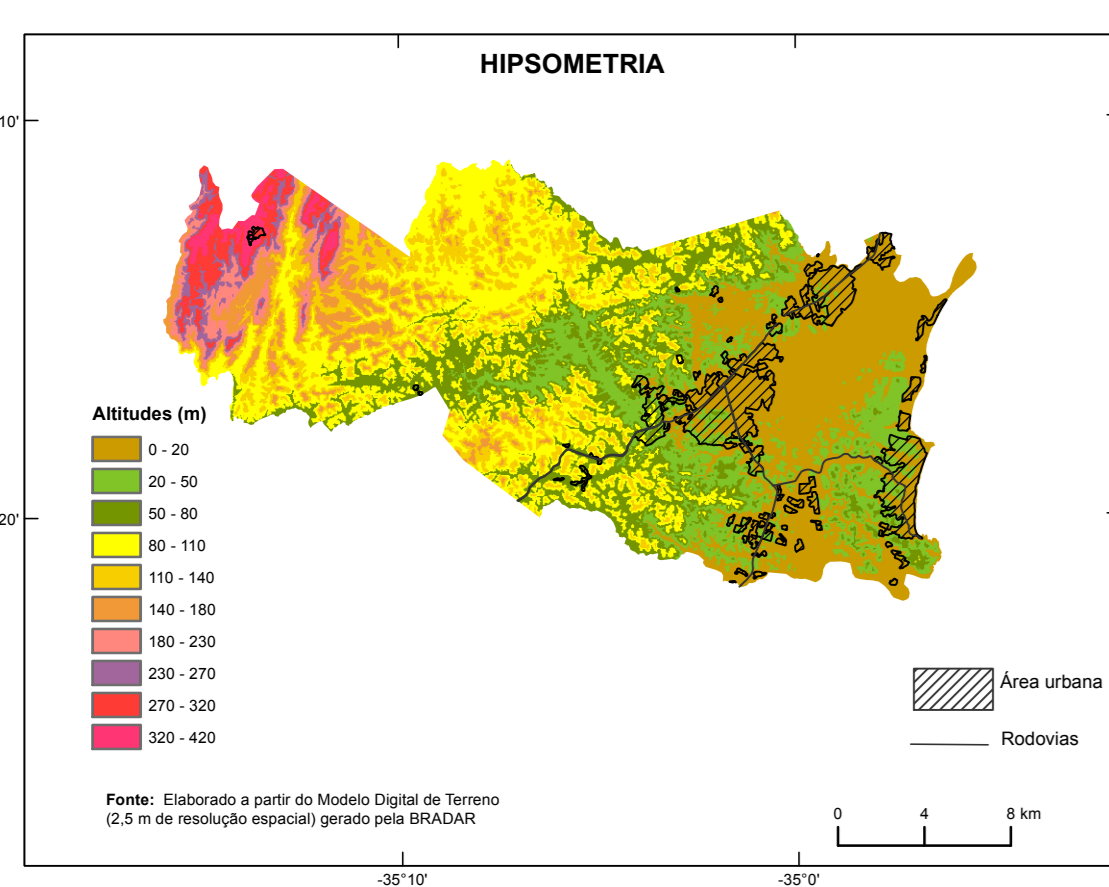 HIPSOMETRIA
10'
20'
Altitudes (m)
0 - 20
20 - 50
50 - 80
80 - 110
110 - 140
140 - 180
180 - 230
230 - 270
270 - 320
320 - 420
Área urbana
Rodovias
Fonte: Elaborado a partir do Modelo Digital de Terreno
(2,5 m de resolução espacial) gerado pela BRADAR
0 4 8 km
-35°10' -35°0'